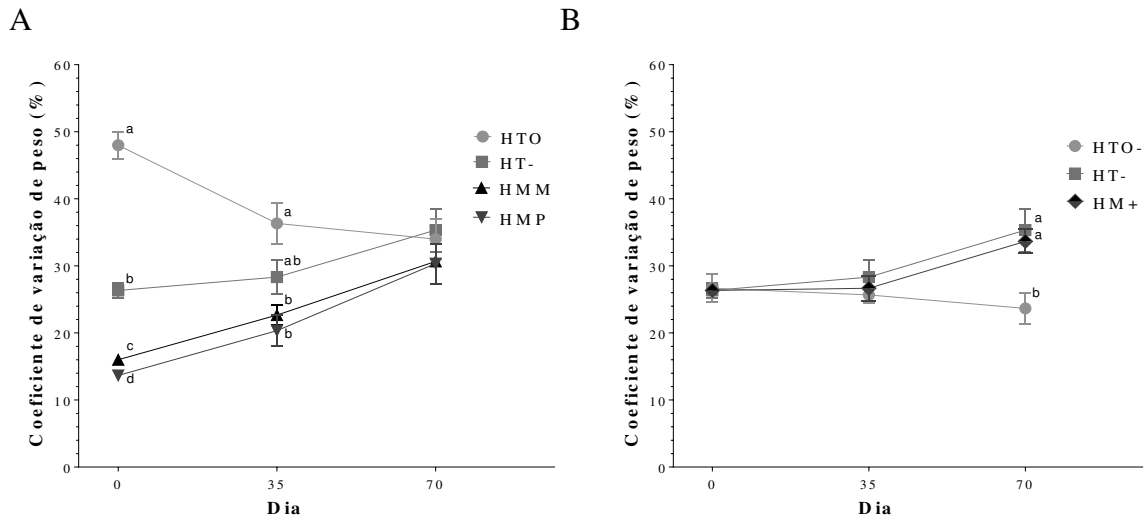 A
Coeficiente de variação de peso (%)
60
50
40
30
20
10
0
a
b
c
d
a
ab
b
b
0 35 70
Dia
HTO
HT-
HMM
HMP
B
Coeficiente de variação de peso (%)
60
50
40
30
20
10
0
a
a
b
0 35 70
Dia
HTO-
HT-
HM+